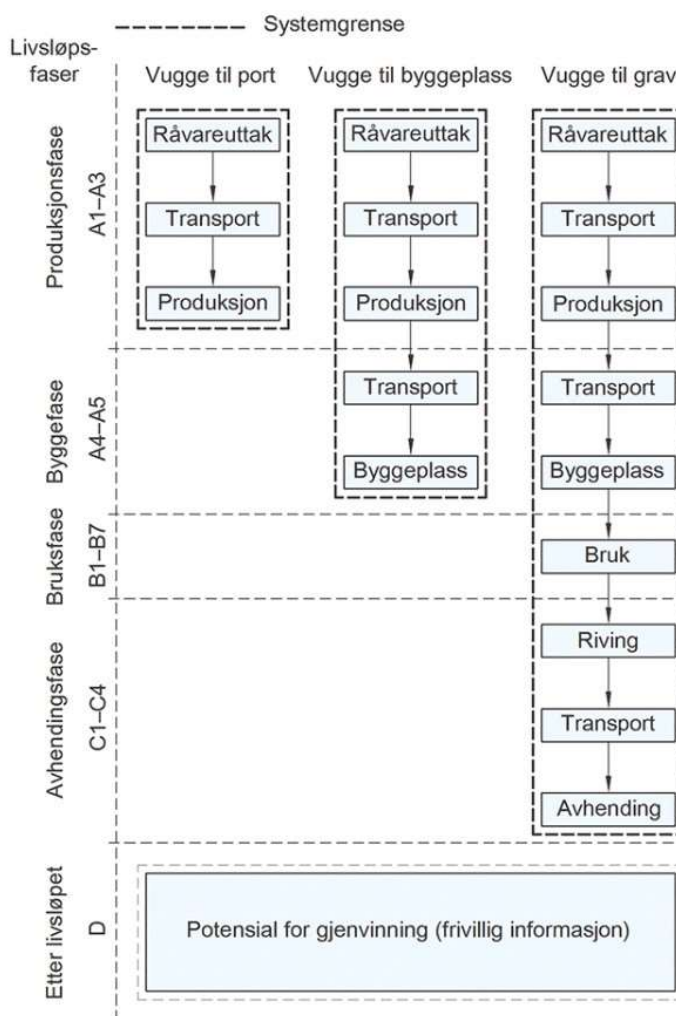 Systemgrense
Livsløps-
faser
Vugge til port
Vugge til byggeplass
Vugge til grav
Produksjonsfase
A1–A3
Råvareuttak
Råvareuttak
Råvareuttak
Transport
Transport
Transport
Produksjon
Produksjon
Produksjon
Byggefase
A4–A5
Transport
Transport
Byggeplass
Byggeplass
Bruksfase
B1–B7
Bruk
Avhendingsfase
C1–C4
Riving
Transport
Avhending
Etter livsløpet
D
Potensial for gjenvinning (frivillig informasjon)